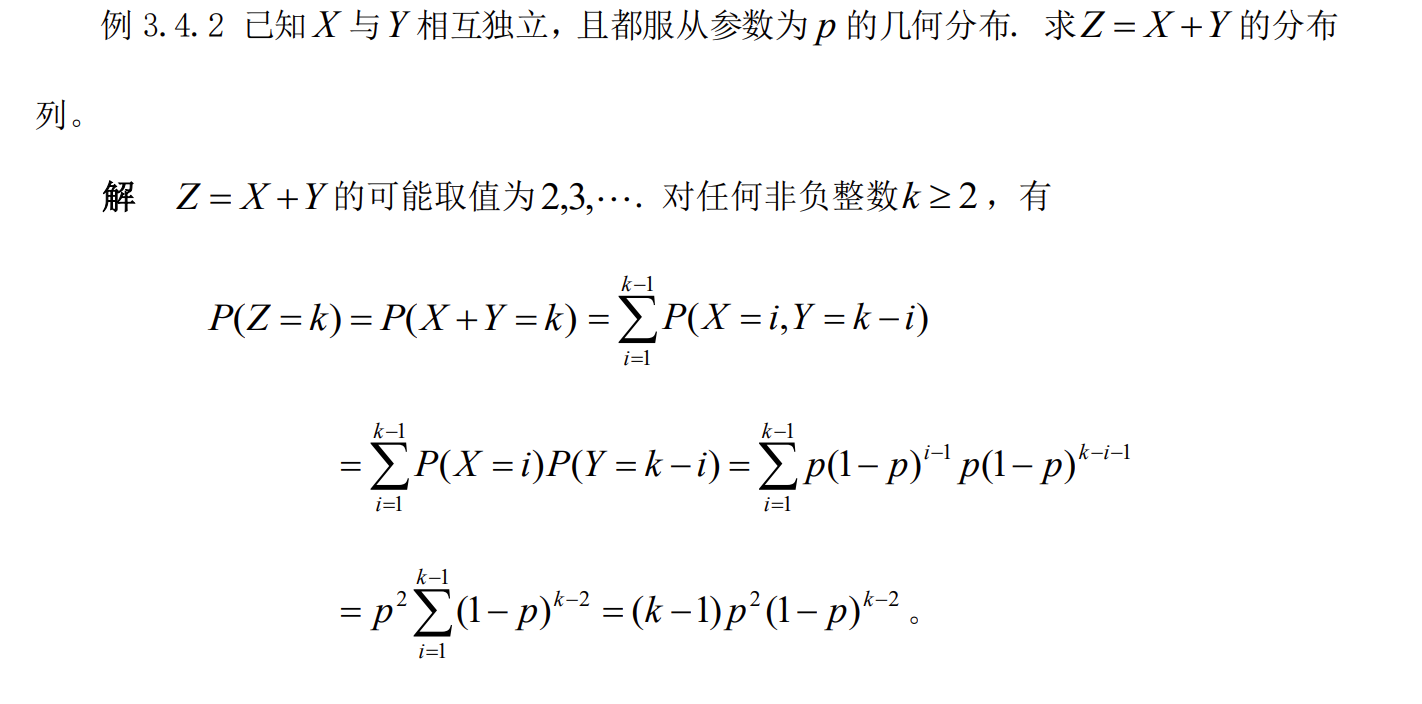 例 3.4.2 已知 X 与 Y 相互独立，且都服从参数为 p 的几何分布. 求 Z = X + Y 的分布
列。
解 Z = X + Y 的可能取值为 2,3,⋯. 对任何非负整数 k ≥ 2，有
P(Z = k) = P(X + Y = k) = \sum_{i=1}^{k-1} P(X = i, Y = k − i)
= \sum_{i=1}^{k-1} P(X = i)P(Y = k − i) = \sum_{i=1}^{k-1} p(1 − p)^{i-1} p(1 − p)^{k-i-1}
= p^2 \sum_{i=1}^{k-1} (1 − p)^{k-2} = (k − 1)p^2 (1 − p)^{k-2} 。